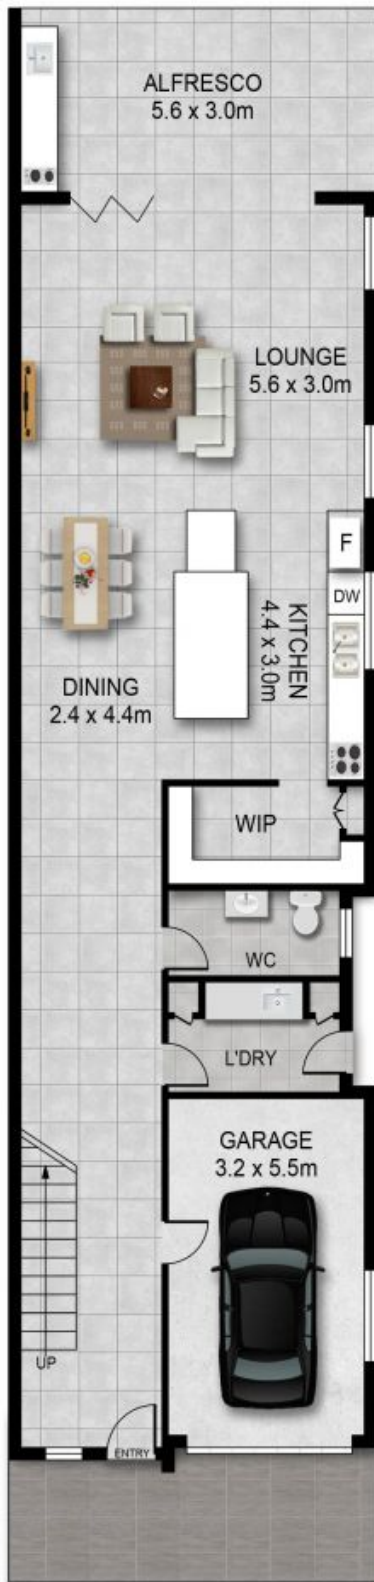 ALFRESCO
5.6 x 3.0m
LOUNGE
5.6 x 3.0m
F
DW
KITCHEN
4.4 x 3.0m
DINING
2.4 x 4.4m
WIP
WC
L'DRY
GARAGE
3.2 x 5.5m
UP
ENTRY